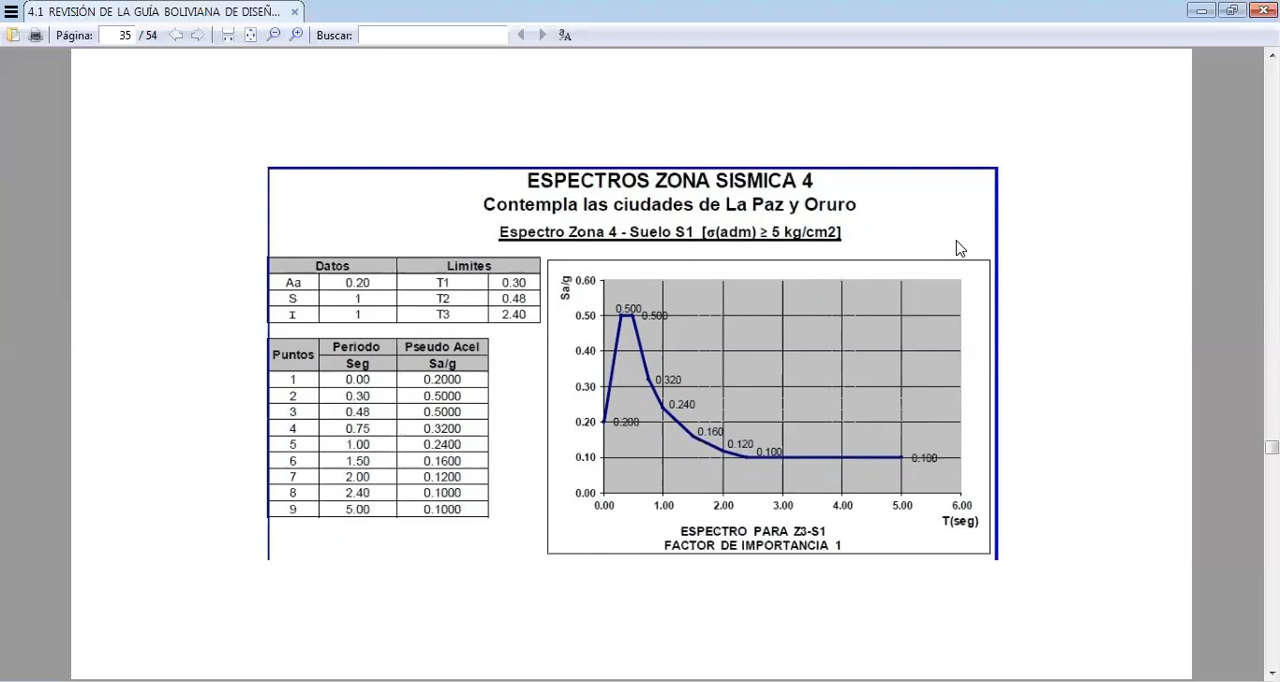 4.1 REVISIÓN DE LA GUÍA BOLIVIANA DE DISEÑ...
Página: 35 / 54 Buscar:
ESPECTROS ZONA SISMICA 4
Contempla las ciudades de La Paz y Oruro
Espectro Zona 4 - Suelo S1 [σ(adm) ≥ 5 kg/cm2]
Datos Limites
Aa 0.20 T1 0.30
S 1 T2 0.48
I 1 T3 2.40
Puntos Periodo Pseudo Acel
Seg Sa/g
1 0.00 0.2000
2 0.30 0.5000
3 0.48 0.5000
4 0.75 0.3200
5 1.00 0.2400
6 1.50 0.1600
7 2.00 0.1200
8 2.40 0.1000
9 5.00 0.1000
Sa/g
0.60
0.50
0.40
0.30
0.20
0.10
0.00
0.500
0.500
0.320
0.240
0.200
0.160
0.120
0.100
0.100
0.00 1.00 2.00 3.00 4.00 5.00 6.00
T(seg)
ESPECTRO PARA Z3-S1
FACTOR DE IMPORTANCIA 1